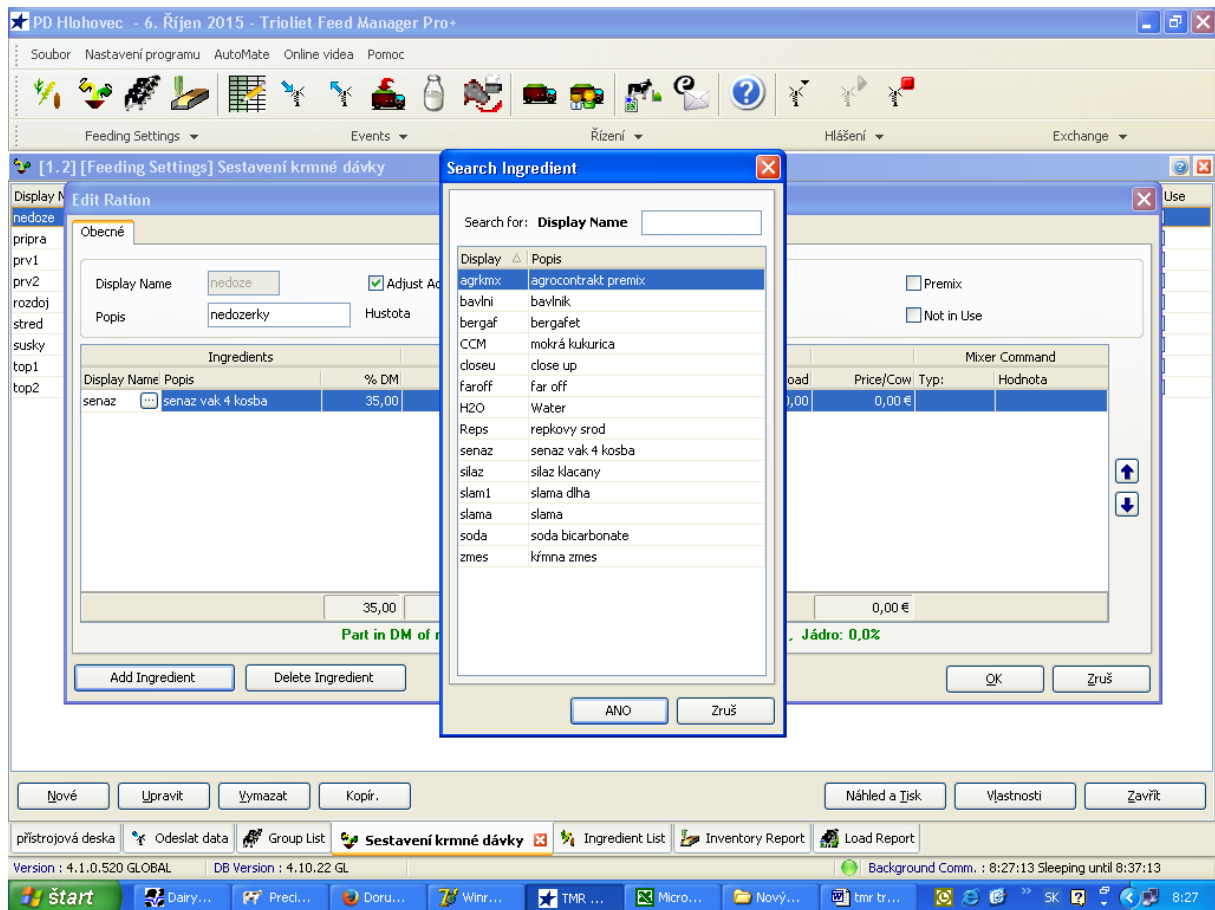 PD Hlohovec - 6. Říjen 2015 - Trioliet Feed Manager Pro+
Soubor Nastavení programu AutoMate Online videa Pomoc
Feeding Settings Events Řízení Hlášení Exchange
[1.2] [Feeding Settings] Sestavení krmné dávky
Display N Use
nedoze
pripra
prv1
prv2
rozdoj
stred
susky
top1
top2
Edit Ration
Obecné
Display Name nedoze Adjust Ad Premix
Popis nedozerky Hustota Not in Use
Ingredients Mixer Command
Display Name Popis % DM oad Price/Cow Typ: Hodnota
senaz ... senaz vak 4 kosba 35,00 0,00 0,00 €
35,00 0,00 €
Part in DM of r , Jádro: 0,0%
Add Ingredient Delete Ingredient OK Zruš
Search Ingredient
Search for: Display Name
Display Popis
agrkmx agrocontrakt premix
bavlni bavlnik
bergaf bergafet
CCM mokrá kukurica
closeu close up
faroff far off
H2O Water
Reps repkovy srod
senaz senaz vak 4 kosba
silaz silaz klacany
slam1 slama dlha
slama slama
soda soda bicarbonate
zmes kŕmna zmes
ANO Zruš
Nové Upravit Vymazat Kopír. Náhled a Tisk Vlastnosti Zavřít
přístrojová deska Odeslat data Group List Sestavení krmné dávky Ingredient List Inventory Report Load Report
Version : 4.1.0.520 GLOBAL DB Version : 4.10.22 GL Background Comm. : 8:27:13 Sleeping until 8:37:13
štart Dairy... Preci... Doru... Winr... TMR ... Micro... Nový... tmr tr... SK 8:27